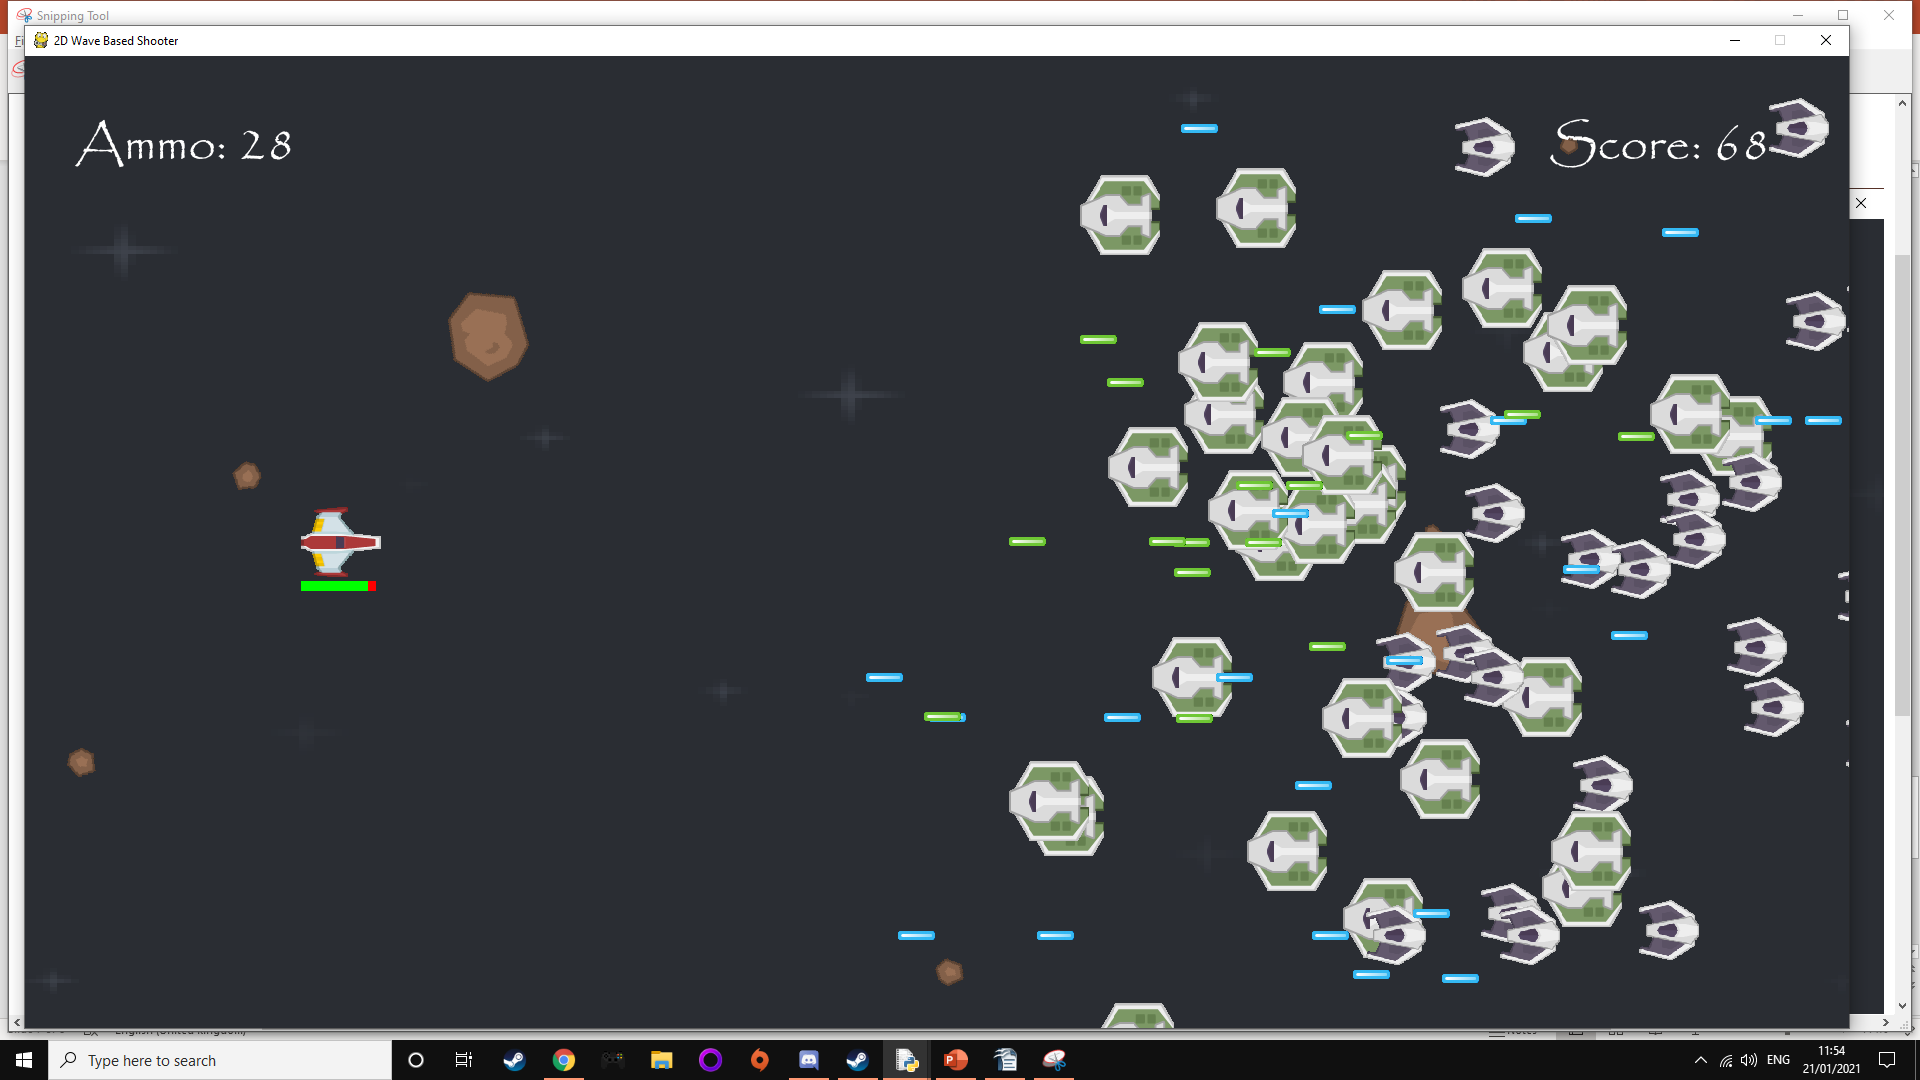 Snipping Tool
2D Wave Based Shooter
Ammo: 28
Score: 68
Type here to search
ENG
11:54
21/01/2021